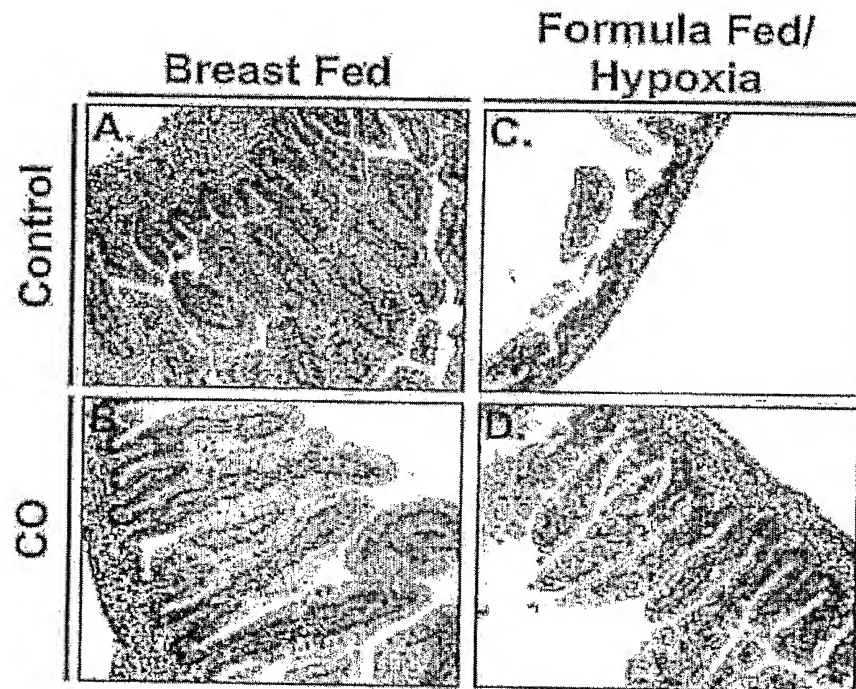 Breast Fed
Formula Fed/
Hypoxia
Control
A.
C.
CO
B.
D.